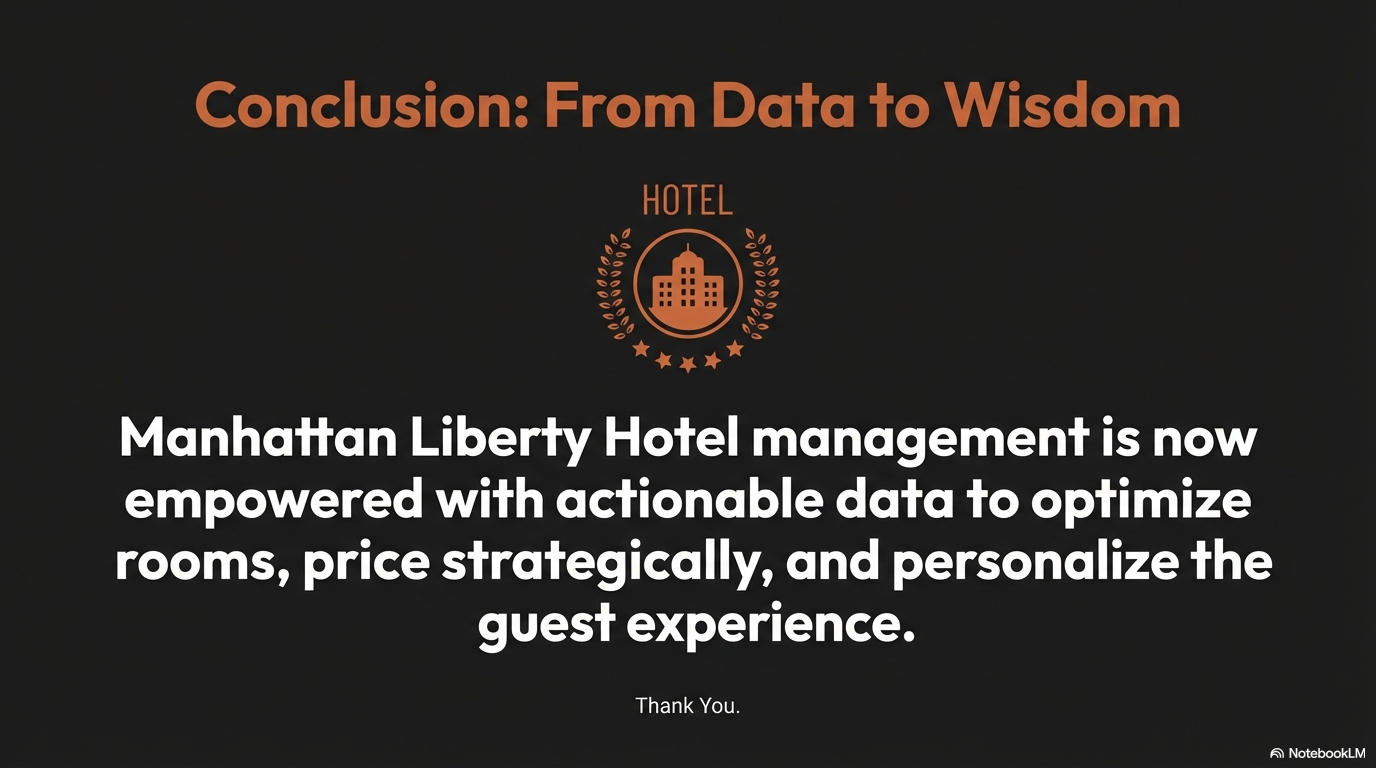 Conclusion: From Data to Wisdom
HOTEL
Manhattan Liberty Hotel management is now
empowered with actionable data to optimize
rooms, price strategically, and personalize the
guest experience.
Thank You.
NotebookLM